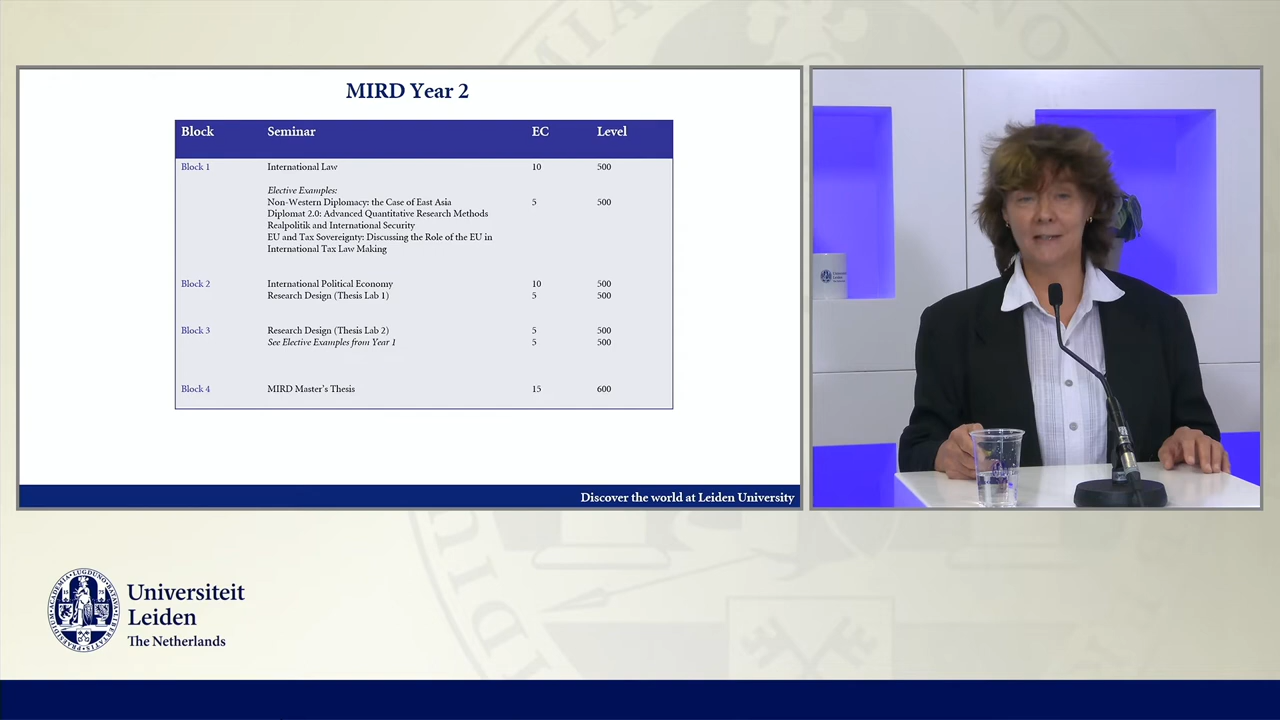 MIRD Year 2
Block Seminar EC Level
Block 1 International Law 10 500
Elective Examples:
Non-Western Diplomacy: the Case of East Asia 5 500
Diplomat 2.0: Advanced Quantitative Research Methods
Realpolitik and International Security
EU and Tax Sovereignty: Discussing the Role of the EU in
International Tax Law Making
Block 2 International Political Economy 10 500
Research Design (Thesis Lab 1) 5 500
Block 3 Research Design (Thesis Lab 2) 5 500
See Elective Examples from Year 1 5 500
Block 4 MIRD Master's Thesis 15 600
Discover the world at Leiden University
Universiteit
Leiden
The Netherlands